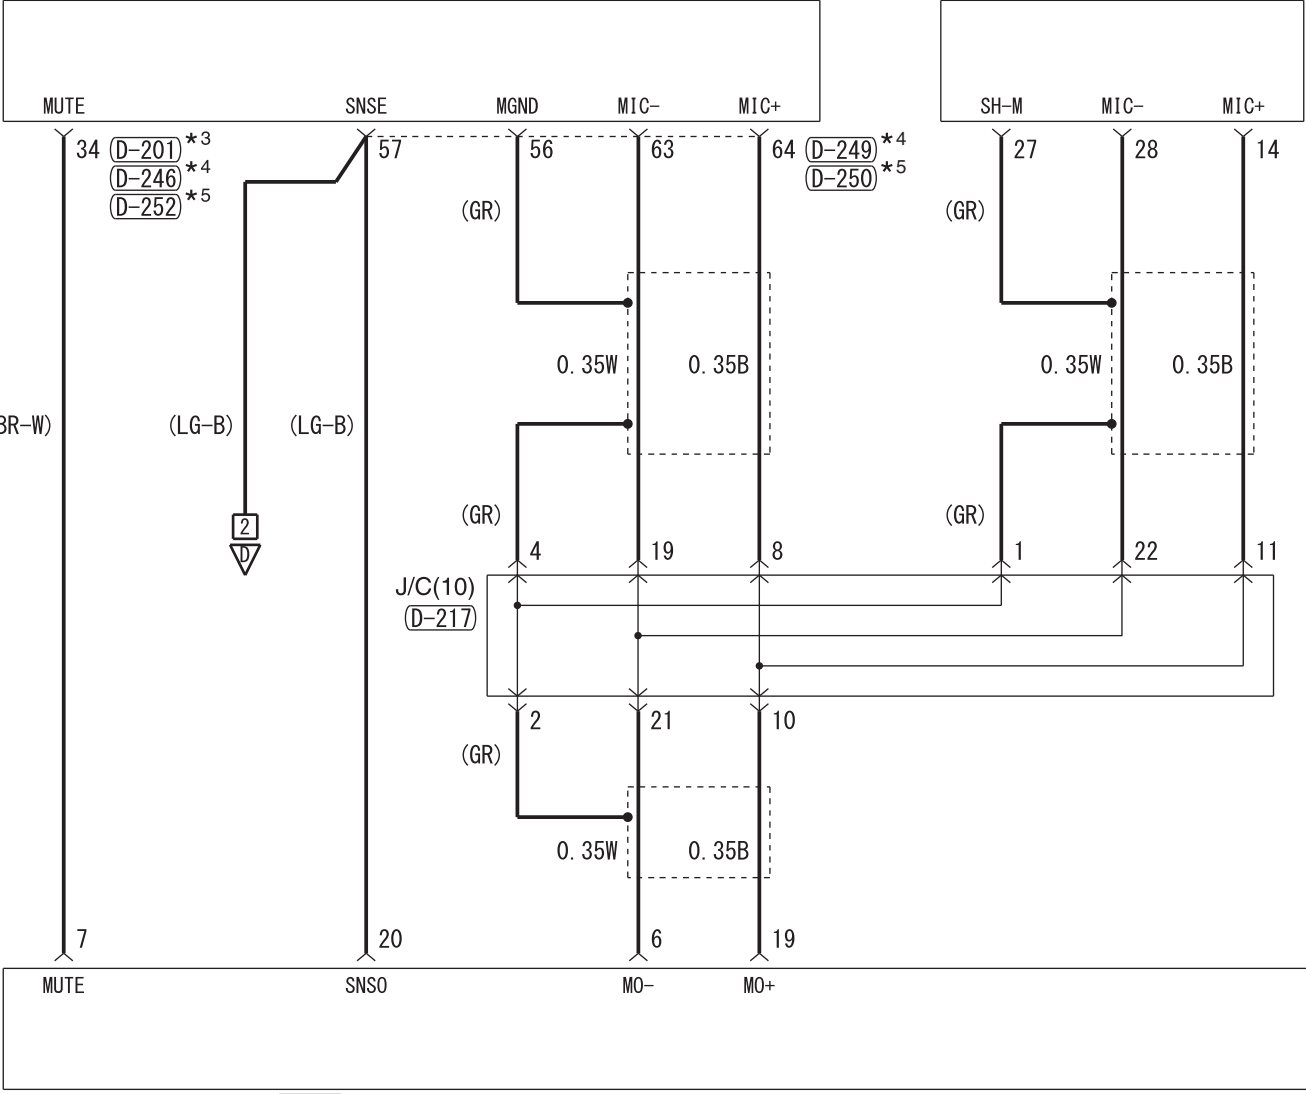 MUTE SNSE MGND MIC- MIC+ SH-M MIC- MIC+
34 D-201 *3 57 56 63 64 D-249 *4 27 28 14
D-246 *4 D-250 *5
D-252 *5
(GR) (GR)
0.35W 0.35B 0.35W 0.35B
BR-W) (LG-B) (LG-B)
(GR) (GR)
2
D
4 19 8 1 22 11
J/C(10)
D-217
2 21 10
(GR)
0.35W 0.35B
7 20 6 19
MUTE SNSO MO- MO+